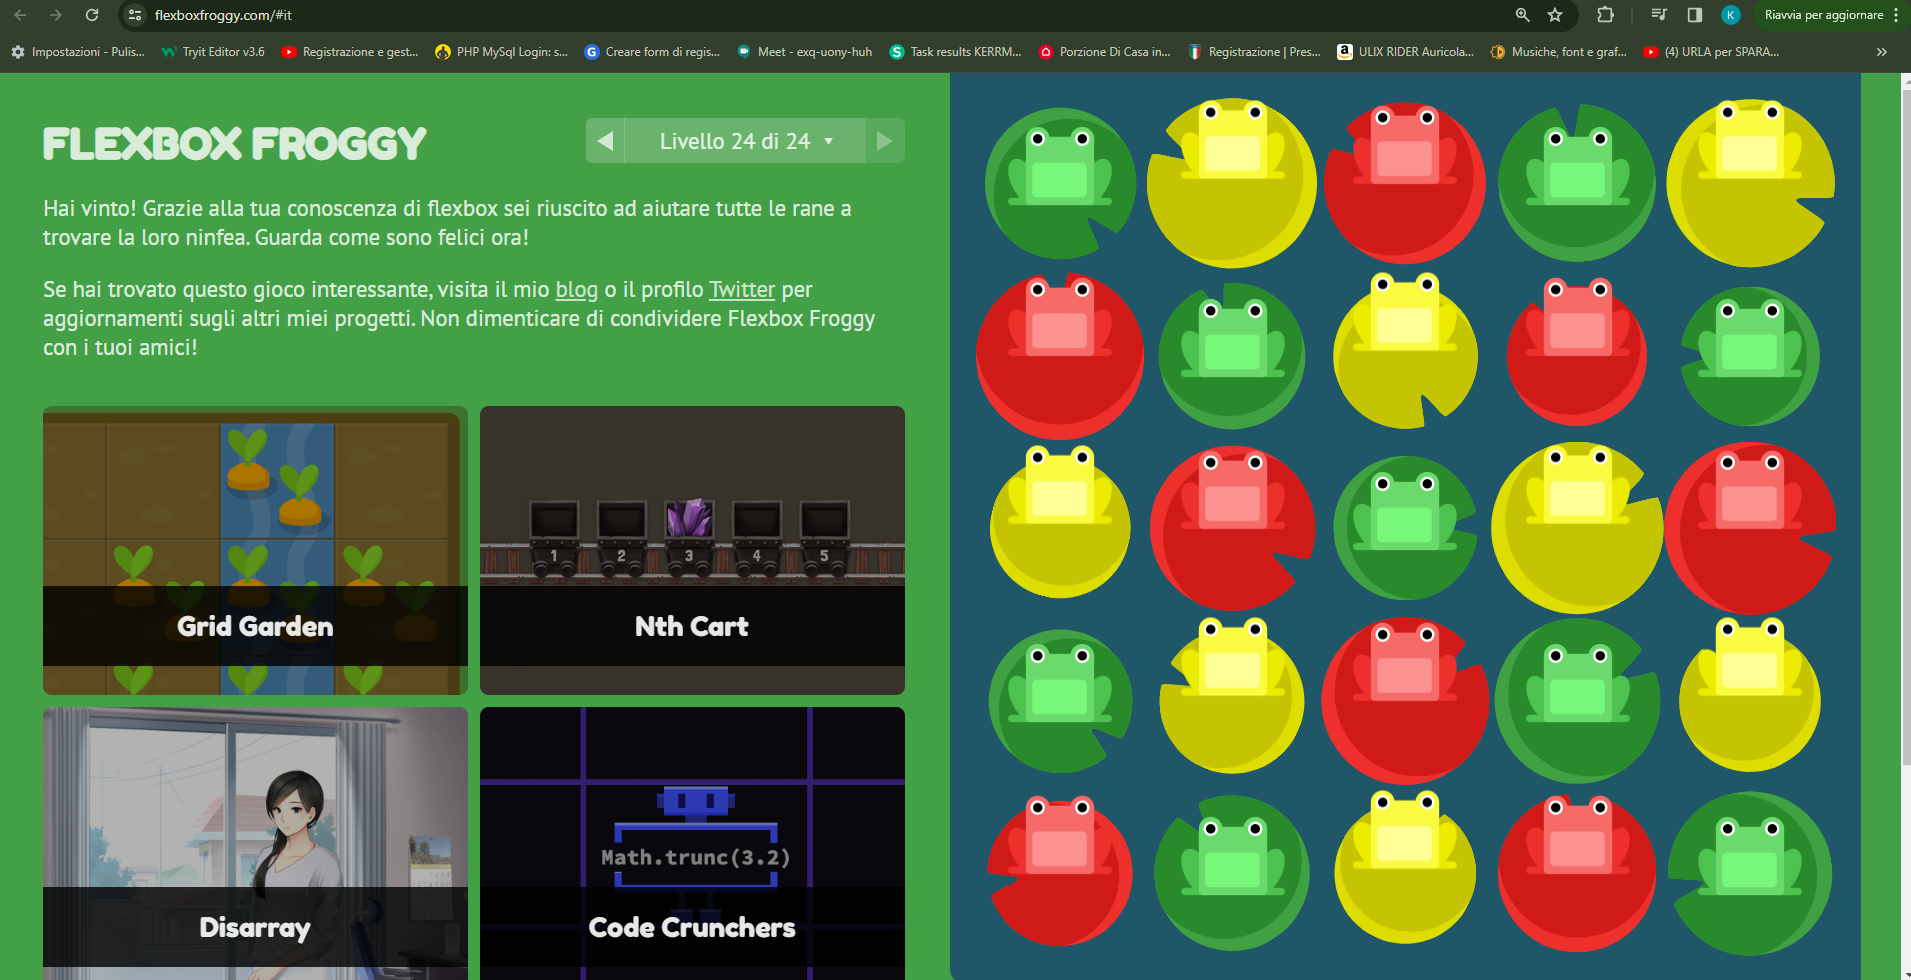 flexboxfroggy.com/#it
K
Riavvia per aggiornare
Impostazioni - Pulis...
Tryit Editor v3.6
Registrazione e gest...
PHP MySql Login: s...
Creare form di regis...
Meet - exq-uony-huh
Task results KERRM...
Porzione Di Casa in...
Registrazione | Pres...
ULIX RIDER Auricola...
Musiche, font e graf...
(4) URLA per SPARA...
FLEXBOX FROGGY
Livello 24 di 24
Hai vinto! Grazie alla tua conoscenza di flexbox sei riuscito ad aiutare tutte le rane a
trovare la loro ninfea. Guarda come sono felici ora!
Se hai trovato questo gioco interessante, visita il mio blog o il profilo Twitter per
aggiornamenti sugli altri miei progetti. Non dimenticare di condividere Flexbox Froggy
con i tuoi amici!
1 2 3 4 5
Grid Garden
Nth Cart
Math.trunc(3.2)
Disarray
Code Crunchers